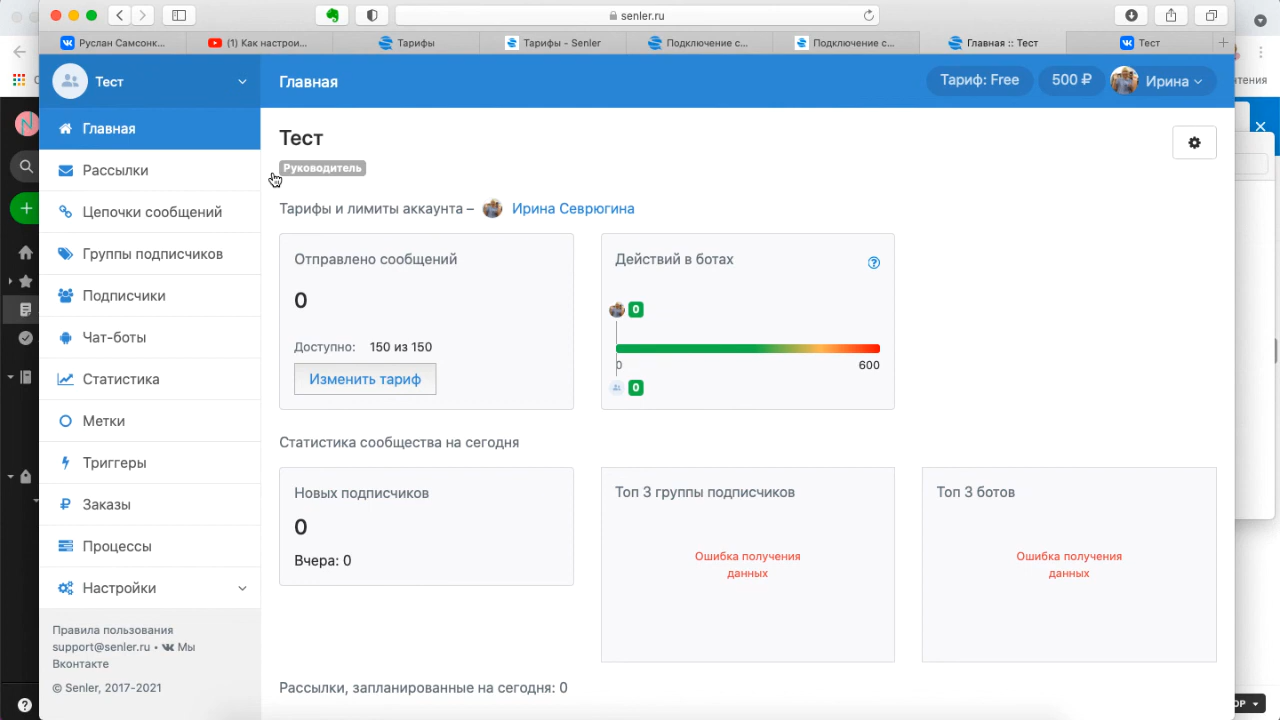 senler.ru
Руслан Самсонк...
(1) Как настрои...
Тарифы
Тарифы - Senler
Подключение с...
Подключение с...
Главная :: Тест
Тест
Тест
Главная
Тариф: Free
500 ₽
Ирина
Главная
Рассылки
Цепочки сообщений
Группы подписчиков
Подписчики
Чат-боты
Статистика
Метки
Триггеры
Заказы
Процессы
Настройки
Правила пользования
support@senler.ru • Мы
Вконтакте
© Senler, 2017-2021
Тест
Руководитель
Тарифы и лимиты аккаунта – Ирина Севрюгина
Отправлено сообщений
0
Доступно: 150 из 150
Изменить тариф
Действий в ботах
0
0
600
0
Статистика сообщества на сегодня
Новых подписчиков
0
Вчера: 0
Топ 3 группы подписчиков
Ошибка получения
данных
Топ 3 ботов
Ошибка получения
данных
Рассылки, запланированные на сегодня: 0